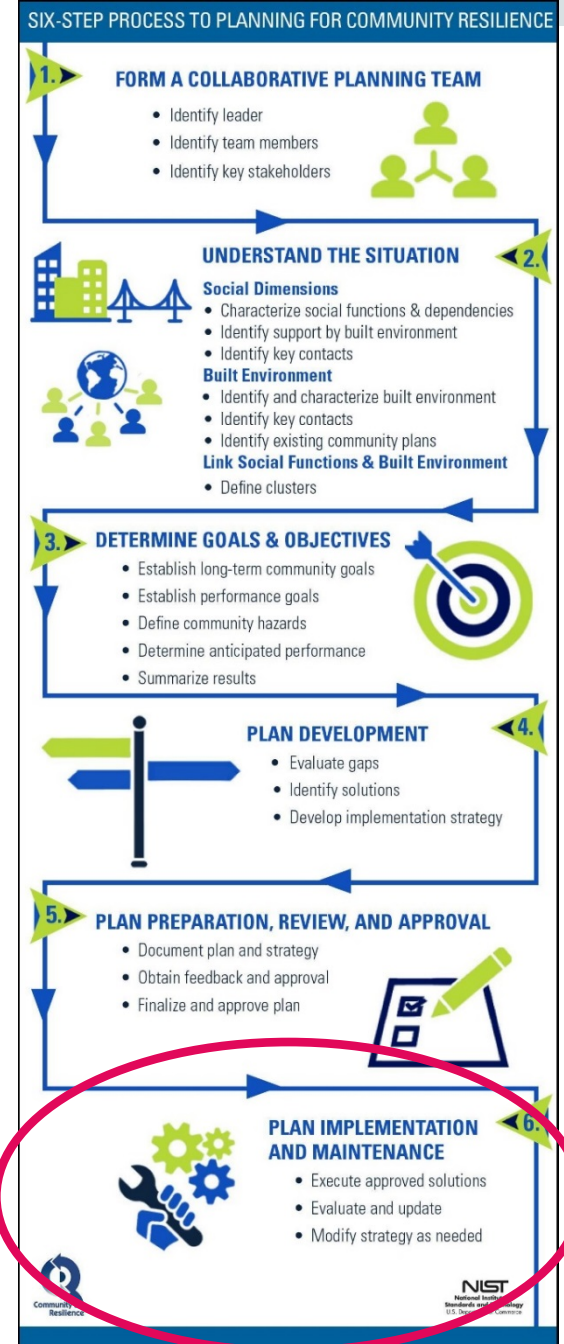 SIX-STEP PROCESS TO PLANNING FOR COMMUNITY RESILIENCE
1.
FORM A COLLABORATIVE PLANNING TEAM
• Identify leader
• Identify team members
• Identify key stakeholders
2.
UNDERSTAND THE SITUATION
Social Dimensions
• Characterize social functions & dependencies
• Identify support by built environment
• Identify key contacts
Built Environment
• Identify and characterize built environment
• Identify key contacts
• Identify existing community plans
Link Social Functions & Built Environment
• Define clusters
3.
DETERMINE GOALS & OBJECTIVES
• Establish long-term community goals
• Establish performance goals
• Define community hazards
• Determine anticipated performance
• Summarize results
4.
PLAN DEVELOPMENT
• Evaluate gaps
• Identify solutions
• Develop implementation strategy
5.
PLAN PREPARATION, REVIEW, AND APPROVAL
• Document plan and strategy
• Obtain feedback and approval
• Finalize and approve plan
6.
PLAN IMPLEMENTATION
AND MAINTENANCE
• Execute approved solutions
• Evaluate and update
• Modify strategy as needed
Community
Resilience
NIST
National
Standards and
U.S. Commerce